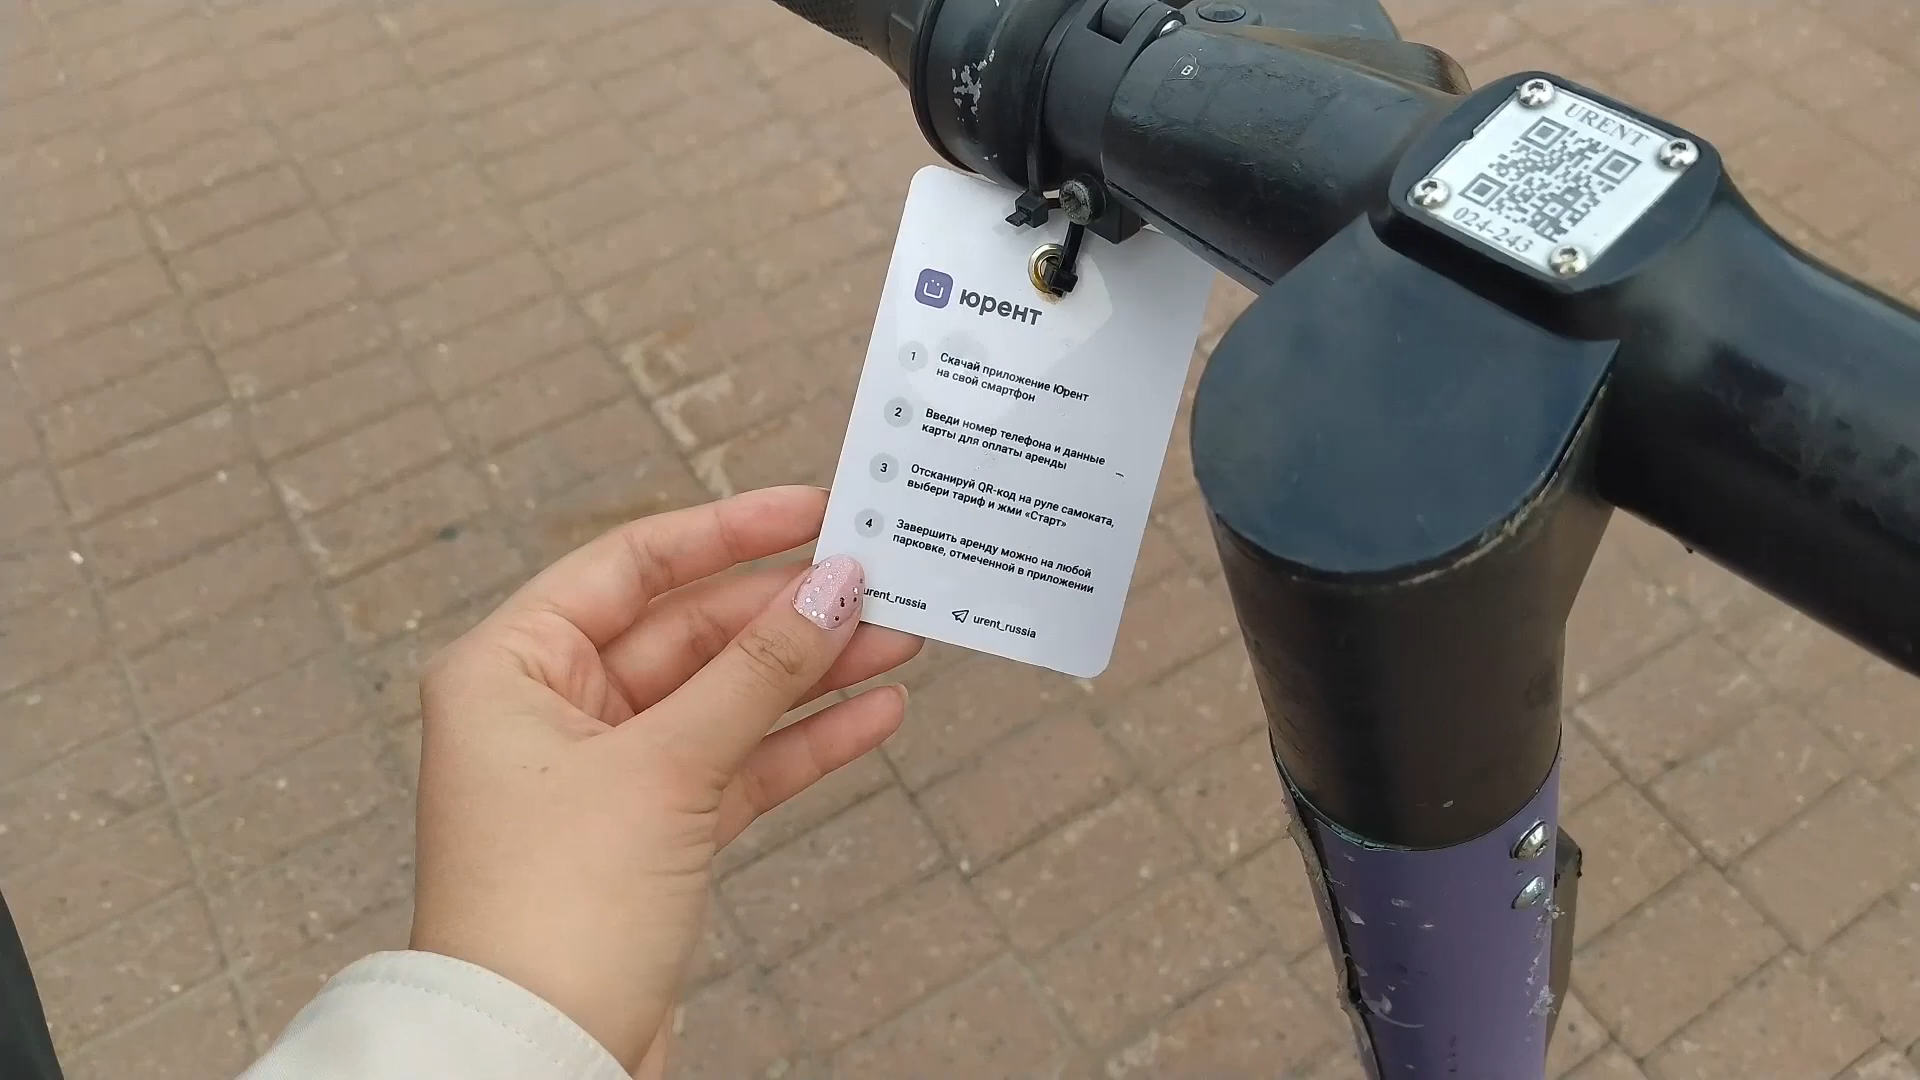 юрент
1 Скачай приложение Юрент
на свой смартфон
2 Введи номер телефона и данные
карты для оплаты аренды
3 Отсканируй QR-код на руле самоката,
выбери тариф и жми «Старт»
4 Завершить аренду можно на любой
парковке, отмеченной в приложении
urent_russia
urent_russia
URENT
024-243
B